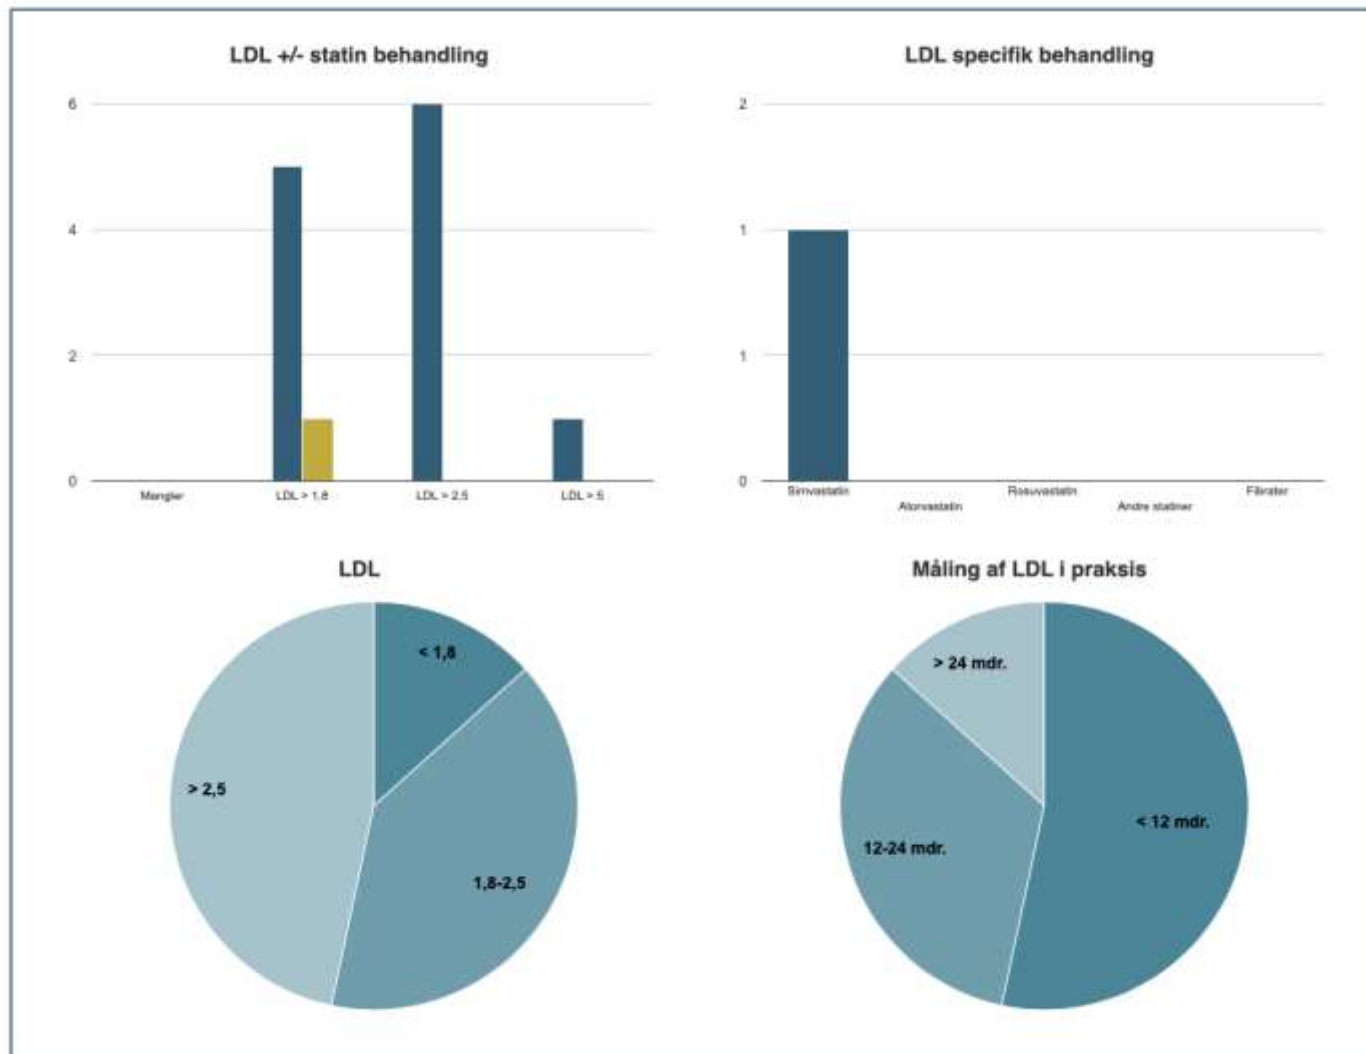 LDL +/- statin behandling
6
4
2
0
Mangler
LDL > 1.8
LDL > 2.5
LDL > 5
LDL specifik behandling
2
1
1
0
Simvastatin
Atorvastatin
Rosuvastatin
Andre statiner
Fibrater
LDL
< 1,8
1,8-2,5
> 2,5
Måling af LDL i praksis
< 12 mdr.
12-24 mdr.
> 24 mdr.